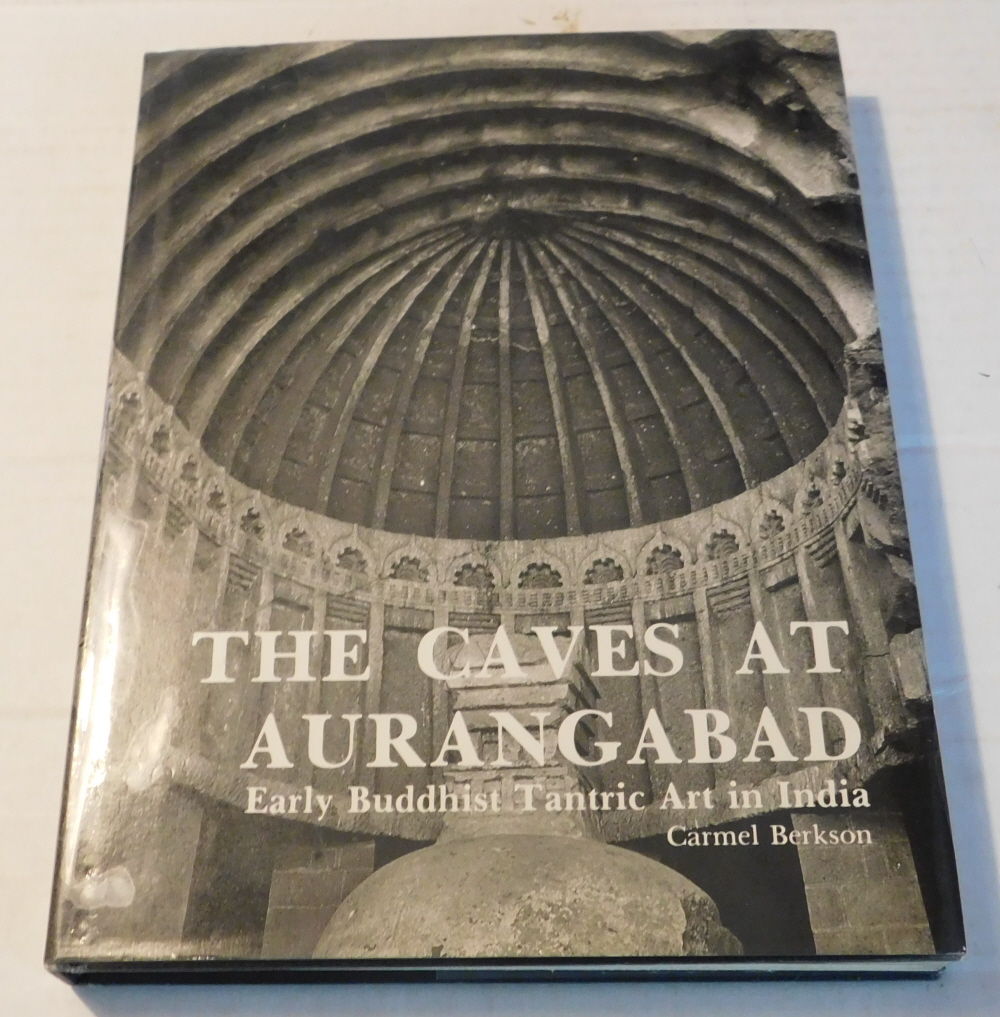 THE CAVES AT
AURANGABAD
Early Buddhist Tantric Art in India
Carmel Berkson